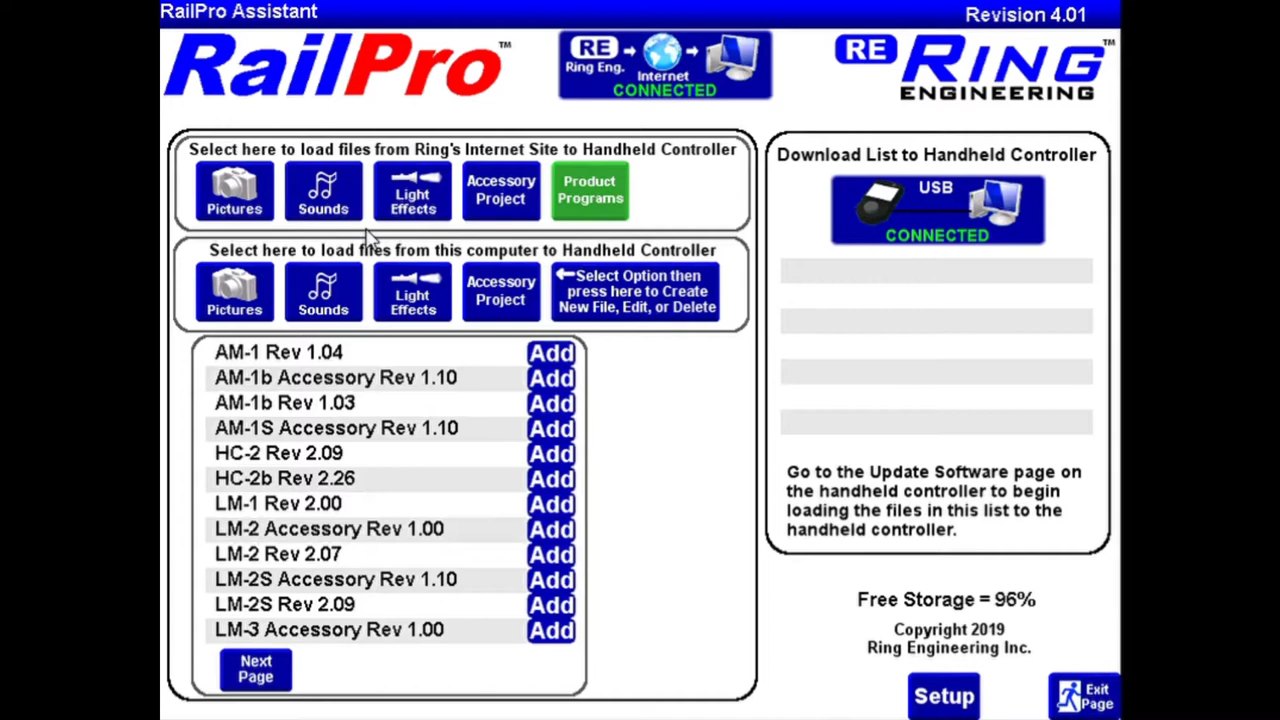 RailPro Assistant
Revision 4.01
RailPro™
RE
Ring Eng.
Internet
CONNECTED
RE RING™
ENGINEERING
Select here to load files from Ring's Internet Site to Handheld Controller
Pictures
Sounds
Light
Effects
Accessory
Project
Product
Programs
Select here to load files from this computer to Handheld Controller
Pictures
Sounds
Light
Effects
Accessory
Project
Select Option then
press here to Create
New File, Edit, or Delete
AM-1 Rev 1.04 Add
AM-1b Accessory Rev 1.10 Add
AM-1b Rev 1.03 Add
AM-1S Accessory Rev 1.10 Add
HC-2 Rev 2.09 Add
HC-2b Rev 2.26 Add
LM-1 Rev 2.00 Add
LM-2 Accessory Rev 1.00 Add
LM-2 Rev 2.07 Add
LM-2S Accessory Rev 1.10 Add
LM-2S Rev 2.09 Add
LM-3 Accessory Rev 1.00 Add
Next
Page
Download List to Handheld Controller
USB
CONNECTED
Go to the Update Software page on
the handheld controller to begin
loading the files in this list to the
handheld controller.
Free Storage = 96%
Copyright 2019
Ring Engineering Inc.
Setup
Exit
Page